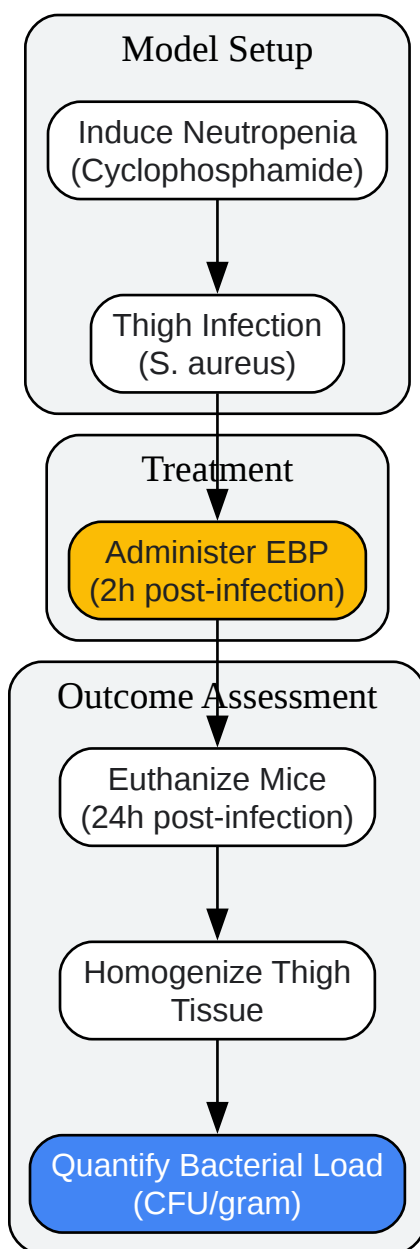 Model Setup
Induce Neutropenia
(Cyclophosphamide)
Thigh Infection
(S. aureus)
Treatment
Administer EBP
(2h post-infection)
Outcome Assessment
Euthanize Mice
(24h post-infection)
Homogenize Thigh
Tissue
Quantify Bacterial Load
(CFU/gram)